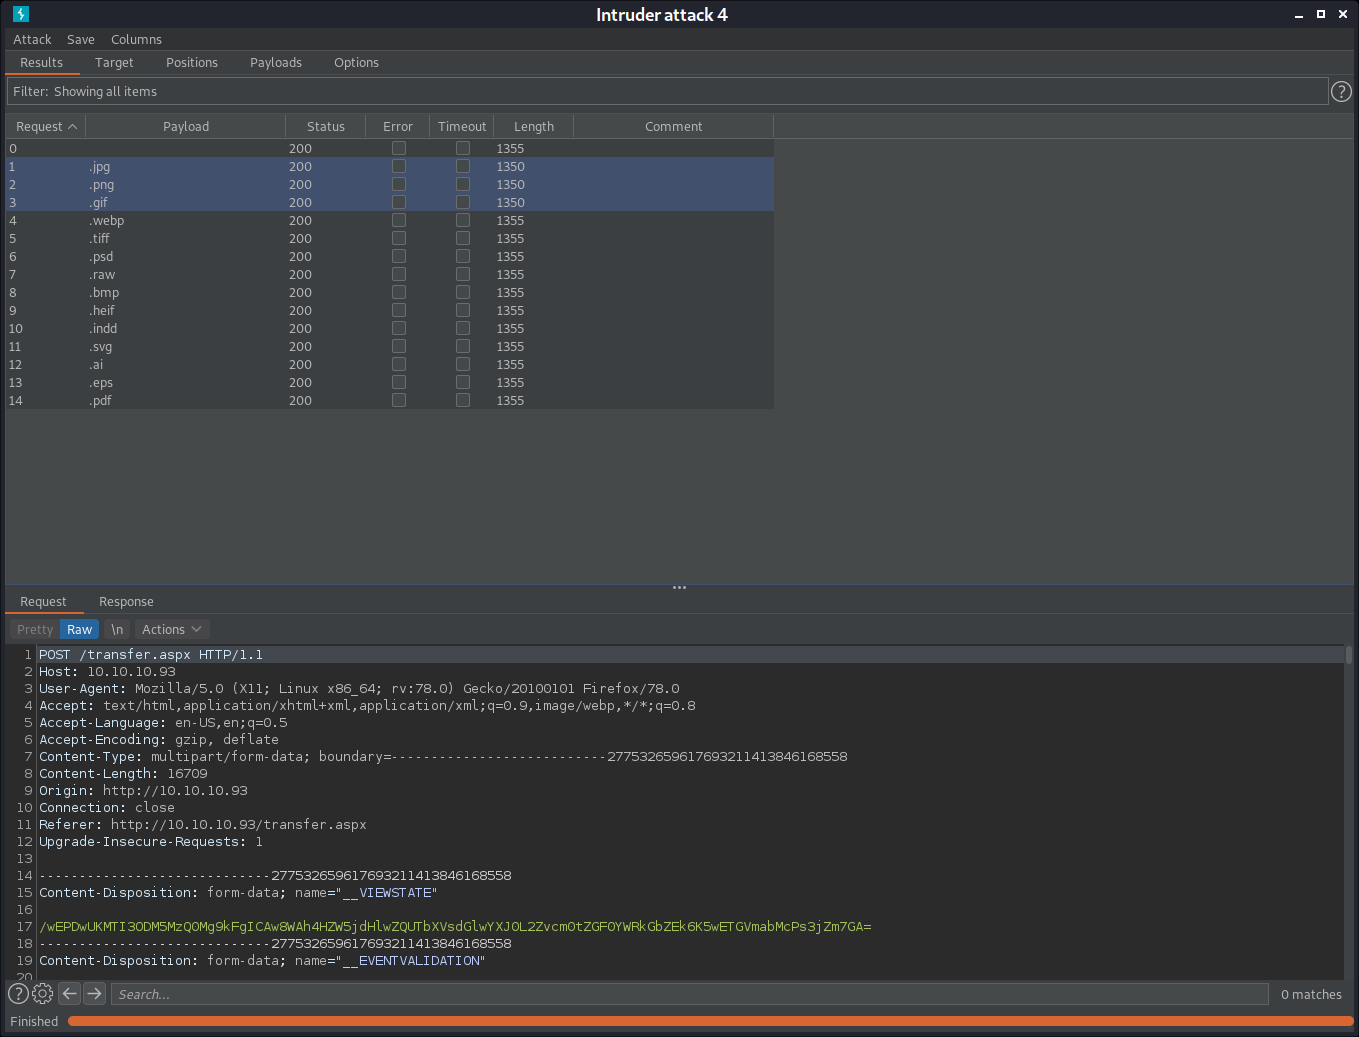 Intruder attack 4
Attack Save Columns
Results Target Positions Payloads Options
Filter: Showing all items
?
Request Payload Status Error Timeout Length Comment
0 200 1355
1 .jpg 200 1350
2 .png 200 1350
3 .gif 200 1350
4 .webp 200 1355
5 .tiff 200 1355
6 .psd 200 1355
7 .raw 200 1355
8 .bmp 200 1355
9 .heif 200 1355
10 .indd 200 1355
11 .svg 200 1355
12 .ai 200 1355
13 .eps 200 1355
14 .pdf 200 1355
Request Response
Pretty Raw \n Actions
1 POST /transfer.aspx HTTP/1.1
2 Host: 10.10.10.93
3 User-Agent: Mozilla/5.0 (X11; Linux x86_64; rv:78.0) Gecko/20100101 Firefox/78.0
4 Accept: text/html,application/xhtml+xml,application/xml;q=0.9,image/webp,*/*;q=0.8
5 Accept-Language: en-US,en;q=0.5
6 Accept-Encoding: gzip, deflate
7 Content-Type: multipart/form-data; boundary=---------------------------277532659617693211413846168558
8 Content-Length: 16709
9 Origin: http://10.10.10.93
10 Connection: close
11 Referer: http://10.10.10.93/transfer.aspx
12 Upgrade-Insecure-Requests: 1
13
14 -----------------------------277532659617693211413846168558
15 Content-Disposition: form-data; name="__VIEWSTATE"
16
17 /wEPDwUKMTI3ODM5MzQ0Mg9kFgICAw8WAh4HZW5jdHlwZQUTbXVsdGlwYXJ0L2Zvcm0tZGF0YWRkGbZEk6K5wETGVmabMcPs3jZm7GA=
18 -----------------------------277532659617693211413846168558
19 Content-Disposition: form-data; name="__EVENTVALIDATION"
20
? Search... 0 matches
Finished